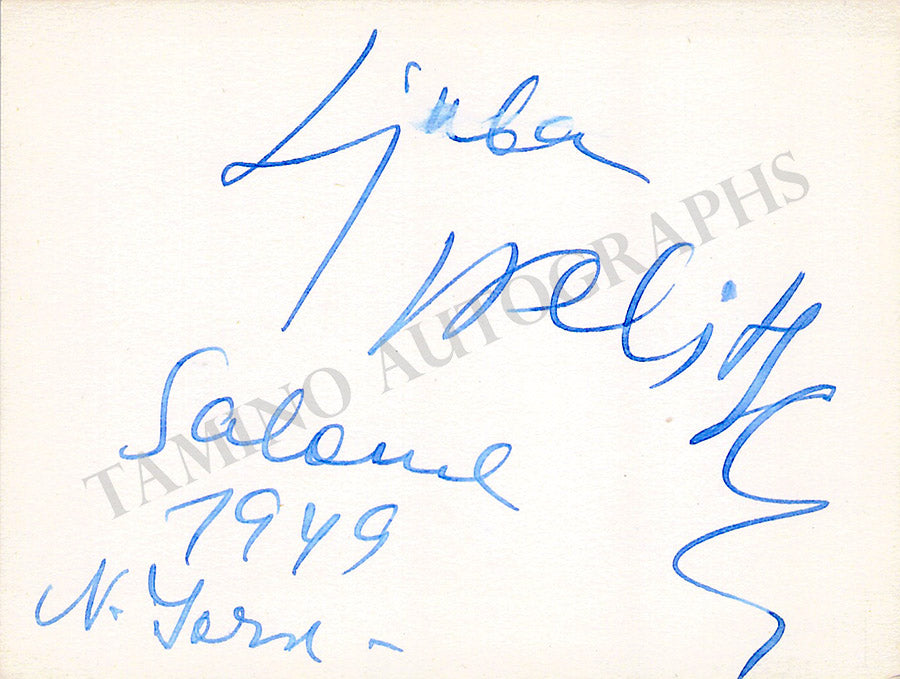 Ljuba
Welitsch
Salome
1949
N. York -
TAMINO AUTOGRAPHS